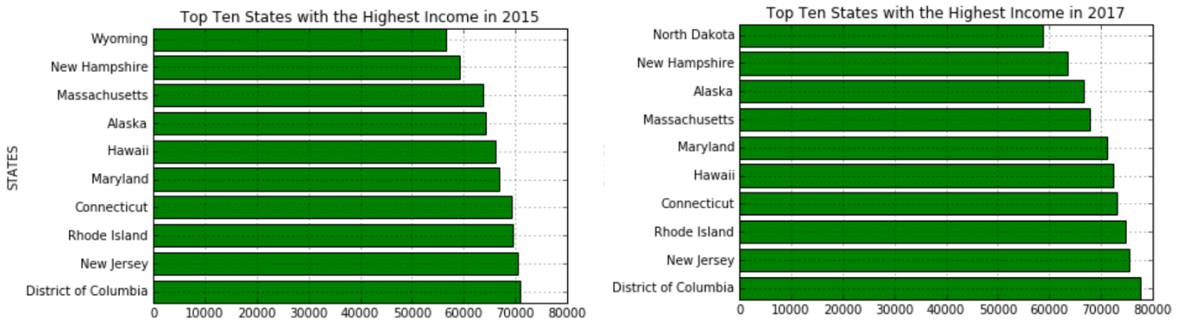 Top Ten States with the Highest Income in 2015
STATES
Wyoming
New Hampshire
Massachusetts
Alaska
Hawaii
Maryland
Connecticut
Rhode Island
New Jersey
District of Columbia
0 10000 20000 30000 40000 50000 60000 70000 80000
Top Ten States with the Highest Income in 2017
North Dakota
New Hampshire
Alaska
Massachusetts
Maryland
Hawaii
Connecticut
Rhode Island
New Jersey
District of Columbia
0 10000 20000 30000 40000 50000 60000 70000 80000